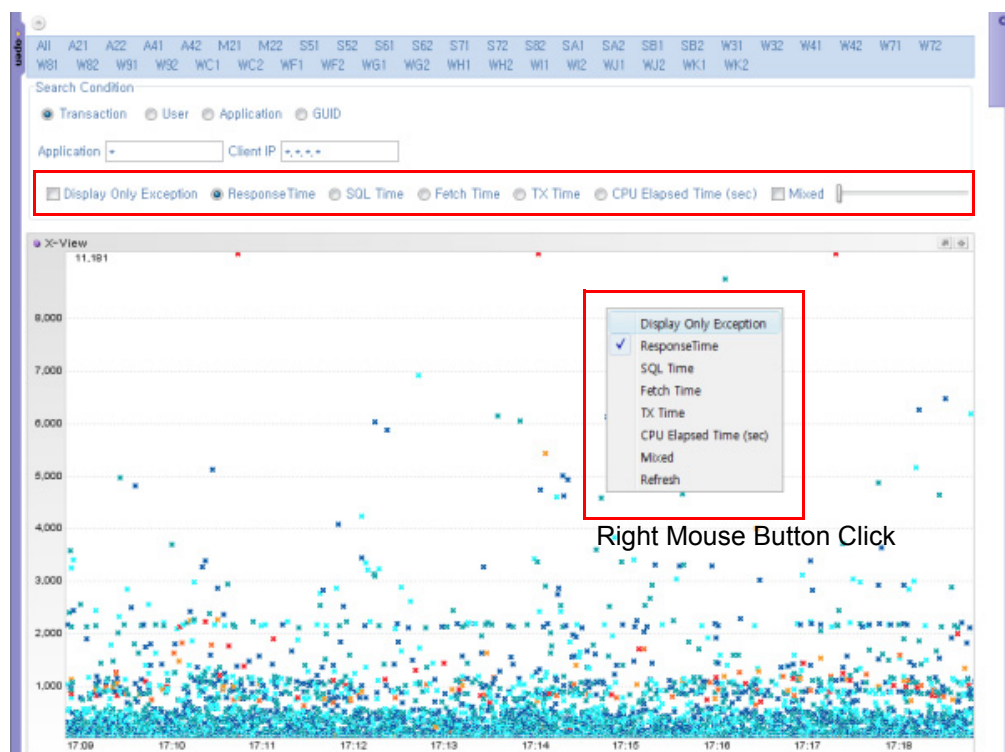 open
All A21 A22 A41 A42 M21 M22 S51 S52 S61 S62 S71 S72 S82 SA1 SA2 SB1 SB2 W31 W32 W41 W42 W71 W72
W81 W82 W91 W92 WC1 WC2 WF1 WF2 WG1 WG2 WH1 WH2 WI1 WI2 WJ1 WJ2 WK1 WK2
Search Condition
Transaction User Application GUID
Application * Client IP *.*.*.*
Display Only Exception ResponseTime SQL Time Fetch Time TX Time CPU Elapsed Time (sec) Mixed
X-View
11,181
8,000
Display Only Exception
ResponseTime
7,000
SQL Time
Fetch Time
TX Time
6,000
CPU Elapsed Time (sec)
Mixed
Refresh
5,000
4,000
Right Mouse Button Click
3,000
2,000
1,000
17:09 17:10 17:11 17:12 17:13 17:14 17:15 17:16 17:17 17:18